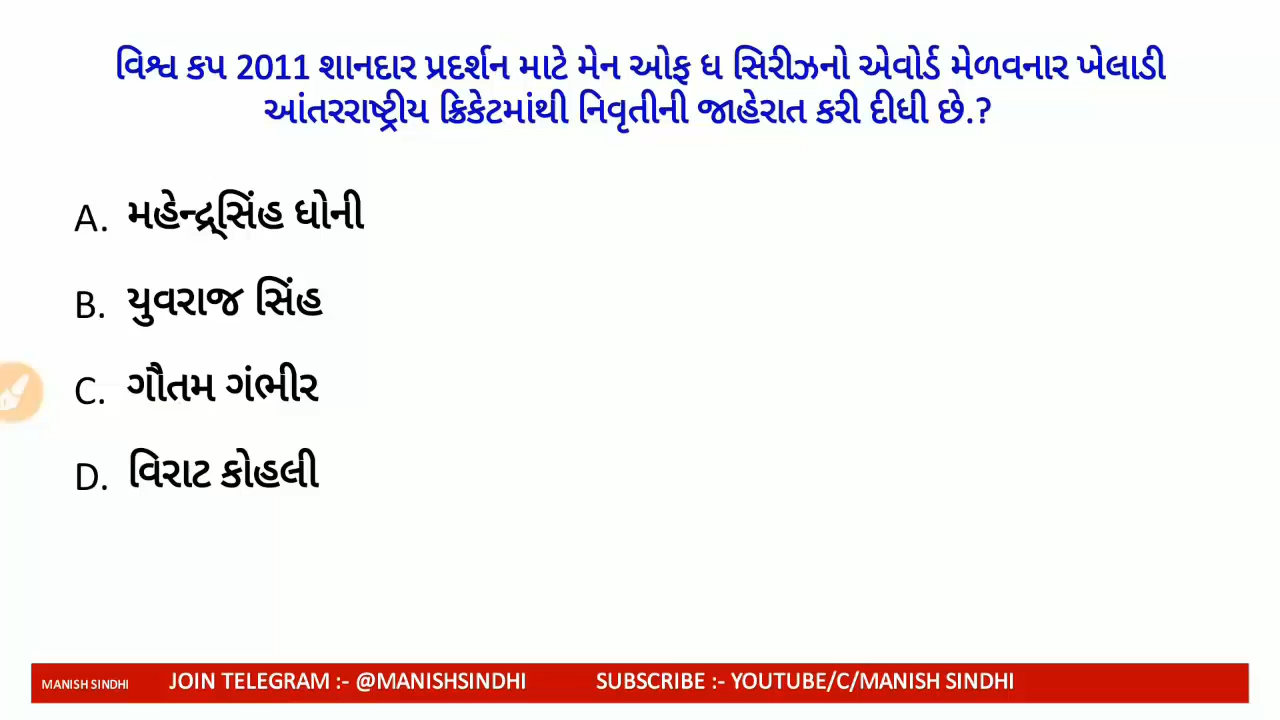 વિશ્વ કપ 2011 શાનદાર પ્રદર્શન માટે મેન ઓફ ધ સિરીઝનો એવોર્ડ મેળવનાર ખેલાડી
આંતરરાષ્ટ્રીય ક્રિકેટમાંથી નિવૃતીની જાહેરાત કરી દીધી છે.?
A. મહેન્દ્ર્સિંહ ધોની
B. યુવરાજ સિંહ
C. ગૌતમ ગંભીર
D. વિરાટ કોહલી
MANISH SINDHI JOIN TELEGRAM :- @MANISHSINDHI SUBSCRIBE :- YOUTUBE/C/MANISH SINDHI